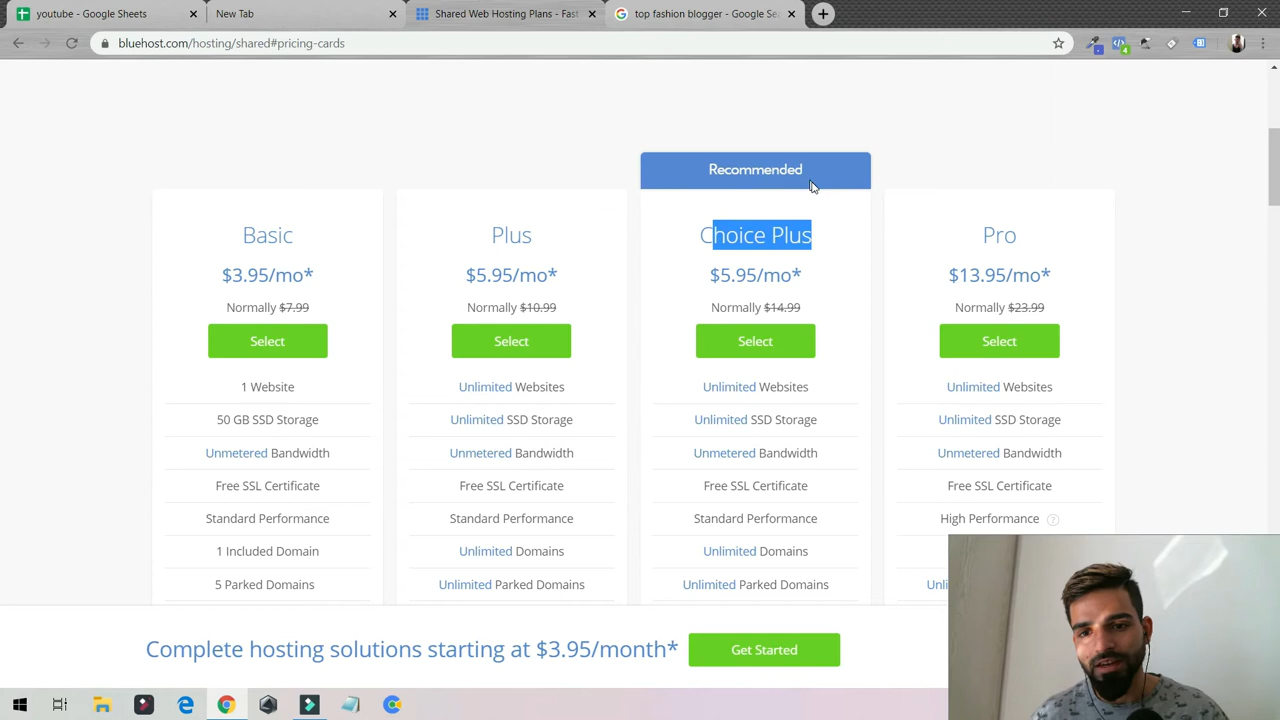 youtube - Google Sheets
New Tab
Shared Web Hosting Plans - Fast
top fashion blogger - Google Se
bluehost.com/hosting/shared#pricing-cards
4
Recommended
Basic
$3.95/mo*
Normally $7.99
Select
1 Website
50 GB SSD Storage
Unmetered Bandwidth
Free SSL Certificate
Standard Performance
1 Included Domain
5 Parked Domains
Plus
$5.95/mo*
Normally $10.99
Select
Unlimited Websites
Unlimited SSD Storage
Unmetered Bandwidth
Free SSL Certificate
Standard Performance
Unlimited Domains
Unlimited Parked Domains
Choice Plus
$5.95/mo*
Normally $14.99
Select
Unlimited Websites
Unlimited SSD Storage
Unmetered Bandwidth
Free SSL Certificate
Standard Performance
Unlimited Domains
Unlimited Parked Domains
Pro
$13.95/mo*
Normally $23.99
Select
Unlimited Websites
Unlimited SSD Storage
Unmetered Bandwidth
Free SSL Certificate
High Performance ?
Complete hosting solutions starting at $3.95/month*
Get Started